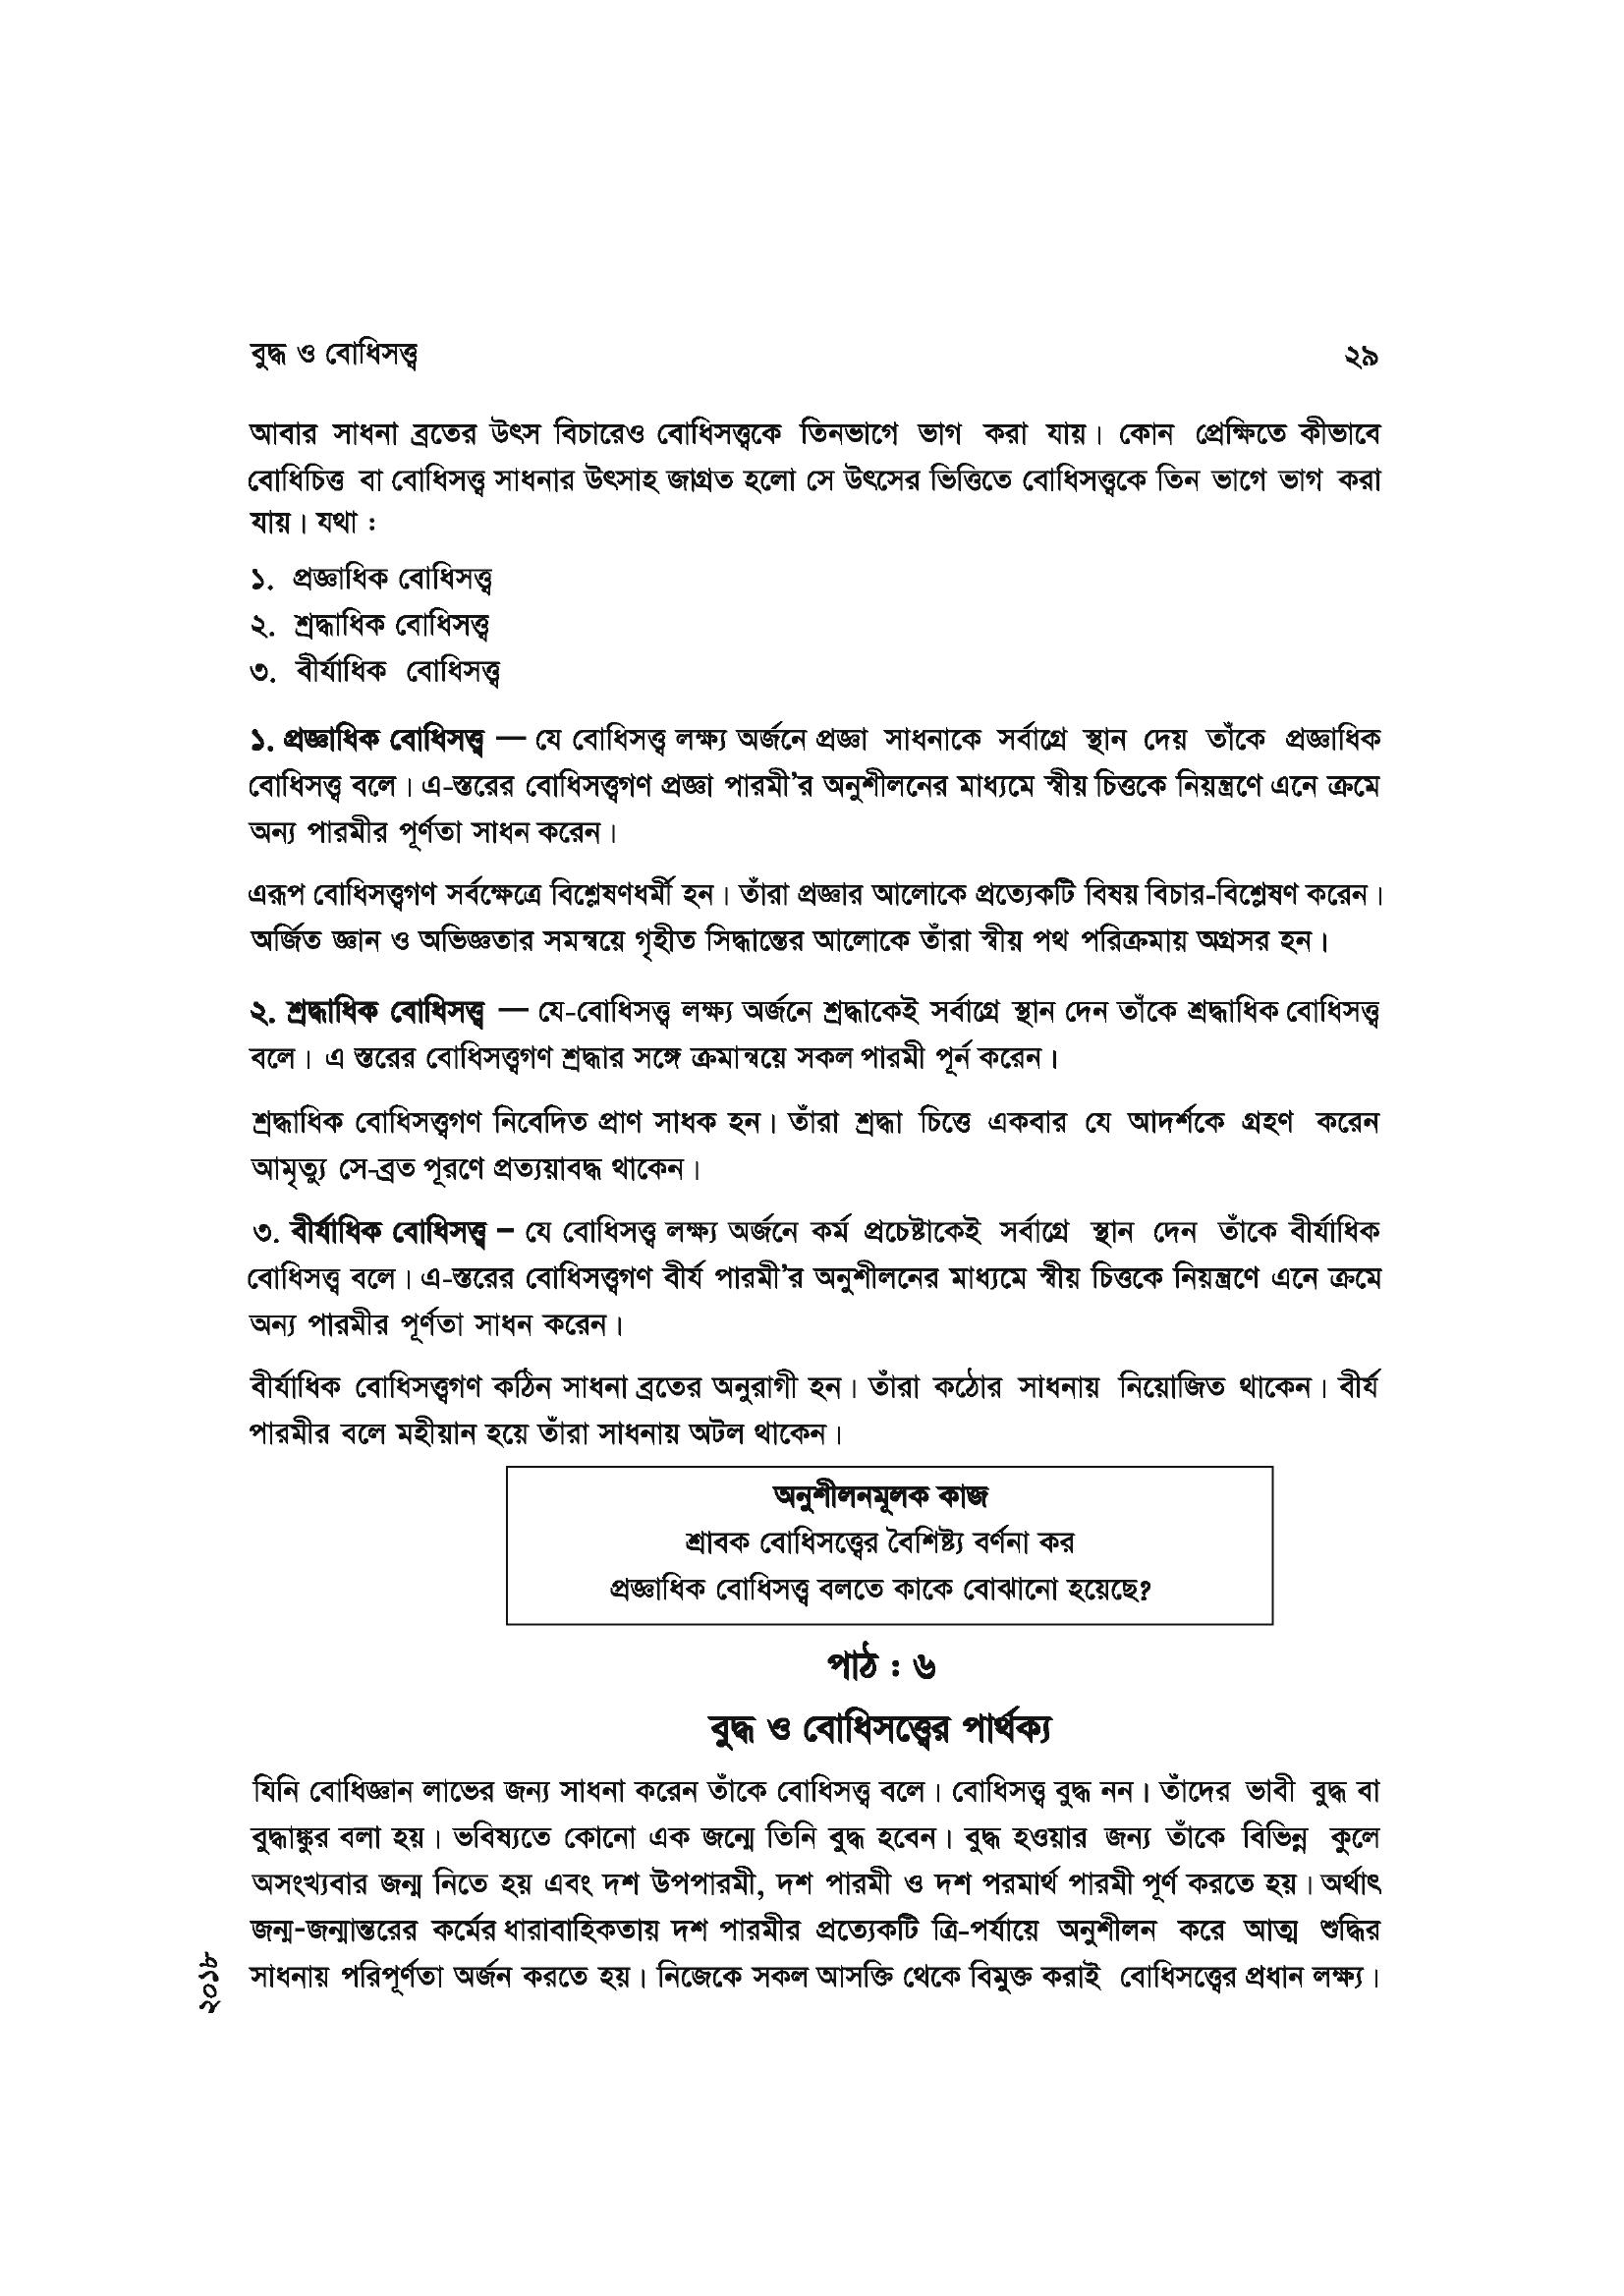 বুদ্ধ ও বোধিসত্ত্ব ২৯
আবার সাধনা ব্রতের উৎস বিচারেও বোধিসত্ত্বকে তিনভাগে ভাগ করা যায়। কোন প্রেক্ষিতে কীভাবে
বোধিচিত্ত বা বোধিসত্ত্ব সাধনার উৎসাহ জাগ্রত হলো সে উৎসের ভিত্তিতে বোধিসত্ত্বকে তিন ভাগে ভাগ করা
যায়। যথা :
১. প্রজ্ঞাধিক বোধিসত্ত্ব
২. শ্রদ্ধাধিক বোধিসত্ত্ব
৩. বীর্যাধিক বোধিসত্ত্ব
১. প্রজ্ঞাধিক বোধিসত্ত্ব — যে বোধিসত্ত্ব লক্ষ্য অর্জনে প্রজ্ঞা সাধনাকে সর্বাগ্রে স্থান দেয় তাঁকে প্রজ্ঞাধিক
বোধিসত্ত্ব বলে। এ-স্তরের বোধিসত্ত্বগণ প্রজ্ঞা পারমী’র অনুশীলনের মাধ্যমে স্বীয় চিত্তকে নিয়ন্ত্রণে এনে ক্রমে
অন্য পারমীর পূর্ণতা সাধন করেন।
এরূপ বোধিসত্ত্বগণ সর্বক্ষেত্রে বিশ্লেষণধর্মী হন। তাঁরা প্রজ্ঞার আলোকে প্রত্যেকটি বিষয় বিচার-বিশ্লেষণ করেন।
অর্জিত জ্ঞান ও অভিজ্ঞতার সমন্বয়ে গৃহীত সিদ্ধান্তের আলোকে তাঁরা স্বীয় পথ পরিক্রমায় অগ্রসর হন।
২. শ্রদ্ধাধিক বোধিসত্ত্ব — যে-বোধিসত্ত্ব লক্ষ্য অর্জনে শ্রদ্ধাকেই সর্বাগ্রে স্থান দেন তাঁকে শ্রদ্ধাধিক বোধিসত্ত্ব
বলে। এ স্তরের বোধিসত্ত্বগণ শ্রদ্ধার সঙ্গে ক্রমান্বয়ে সকল পারমী পূর্ন করেন।
শ্রদ্ধাধিক বোধিসত্ত্বগণ নিবেদিত প্রাণ সাধক হন। তাঁরা শ্রদ্ধা চিত্তে একবার যে আদর্শকে গ্রহণ করেন
আমৃত্যু সে-ব্রত পূরণে প্রত্যয়াবদ্ধ থাকেন।
৩. বীর্যাধিক বোধিসত্ত্ব – যে বোধিসত্ত্ব লক্ষ্য অর্জনে কর্ম প্রচেষ্টাকেই সর্বাগ্রে স্থান দেন তাঁকে বীর্যাধিক
বোধিসত্ত্ব বলে। এ-স্তরের বোধিসত্ত্বগণ বীর্য পারমী’র অনুশীলনের মাধ্যমে স্বীয় চিত্তকে নিয়ন্ত্রণে এনে ক্রমে
অন্য পারমীর পূর্ণতা সাধন করেন।
বীর্যাধিক বোধিসত্ত্বগণ কঠিন সাধনা ব্রতের অনুরাগী হন। তাঁরা কঠোর সাধনায় নিয়োজিত থাকেন। বীর্য
পারমীর বলে মহীয়ান হয়ে তাঁরা সাধনায় অটল থাকেন।
অনুশীলনমূলক কাজ
শ্রাবক বোধিসত্ত্বের বৈশিষ্ট্য বর্ণনা কর
প্রজ্ঞাধিক বোধিসত্ত্ব বলতে কাকে বোঝানো হয়েছে?
পাঠ : ৬
বুদ্ধ ও বোধিসত্ত্বের পার্থক্য
যিনি বোধিজ্ঞান লাভের জন্য সাধনা করেন তাঁকে বোধিসত্ত্ব বলে। বোধিসত্ত্ব বুদ্ধ নন। তাঁদের ভাবী বুদ্ধ বা
বুদ্ধাঙ্কুর বলা হয়। ভবিষ্যতে কোনো এক জন্মে তিনি বুদ্ধ হবেন। বুদ্ধ হওয়ার জন্য তাঁকে বিভিন্ন কুলে
অসংখ্যবার জন্ম নিতে হয় এবং দশ উপপারমী, দশ পারমী ও দশ পরমার্থ পারমী পূর্ণ করতে হয়। অর্থাৎ
জন্ম-জন্মান্তরের কর্মের ধারাবাহিকতায় দশ পারমীর প্রত্যেকটি ত্রি-পর্যায়ে অনুশীলন করে আত্ম শুদ্ধির
সাধনায় পরিপূর্ণতা অর্জন করতে হয়। নিজেকে সকল আসক্তি থেকে বিমুক্ত করাই বোধিসত্ত্বের প্রধান লক্ষ্য।
২০১৮